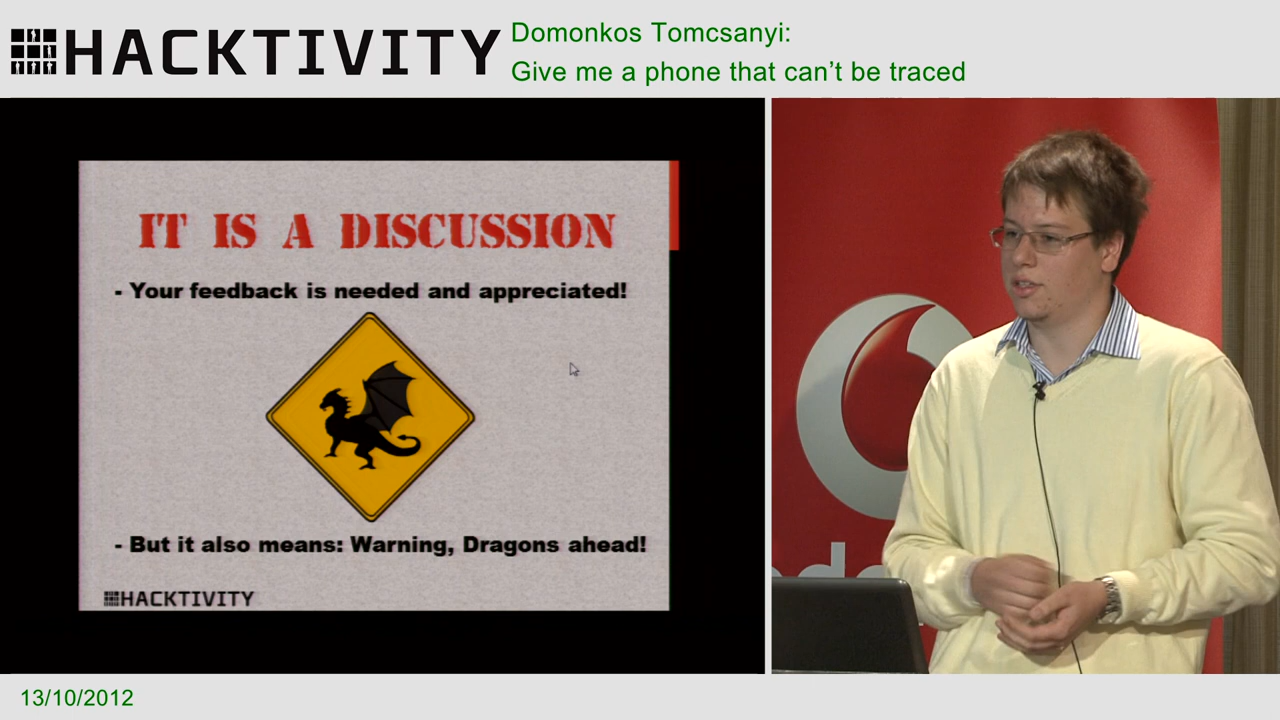 HACKTIVITY
Domonkos Tomcsanyi:
Give me a phone that can't be traced
IT IS A DISCUSSION
- Your feedback is needed and appreciated!
- But it also means: Warning, Dragons ahead!
HACKTIVITY
13/10/2012